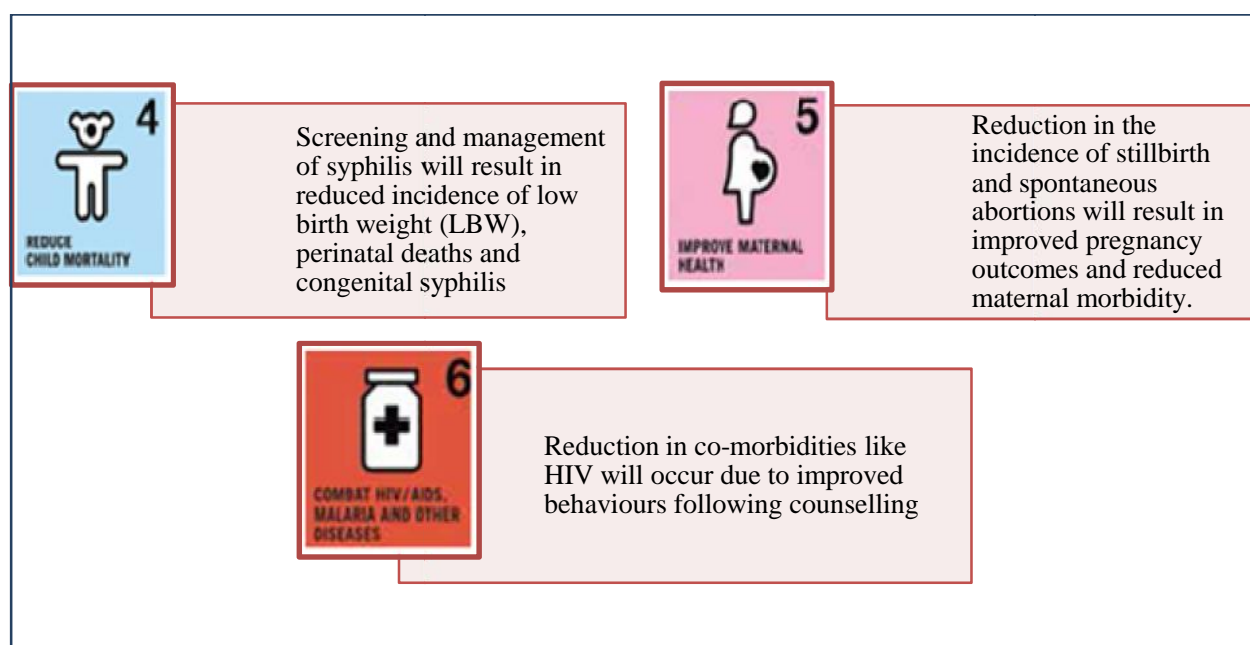 4
REDUCE
CHILD MORTALITY
Screening and management
of syphilis will result in
reduced incidence of low
birth weight (LBW),
perinatal deaths and
congenital syphilis
5
IMPROVE MATERNAL
HEALTH
Reduction in the
incidence of stillbirth
and spontaneous
abortions will result in
improved pregnancy
outcomes and reduced
maternal morbidity.
6
COMBAT HIV/AIDS,
MALARIA AND OTHER
DISEASES
Reduction in co-morbidities like
HIV will occur due to improved
behaviours following counselling